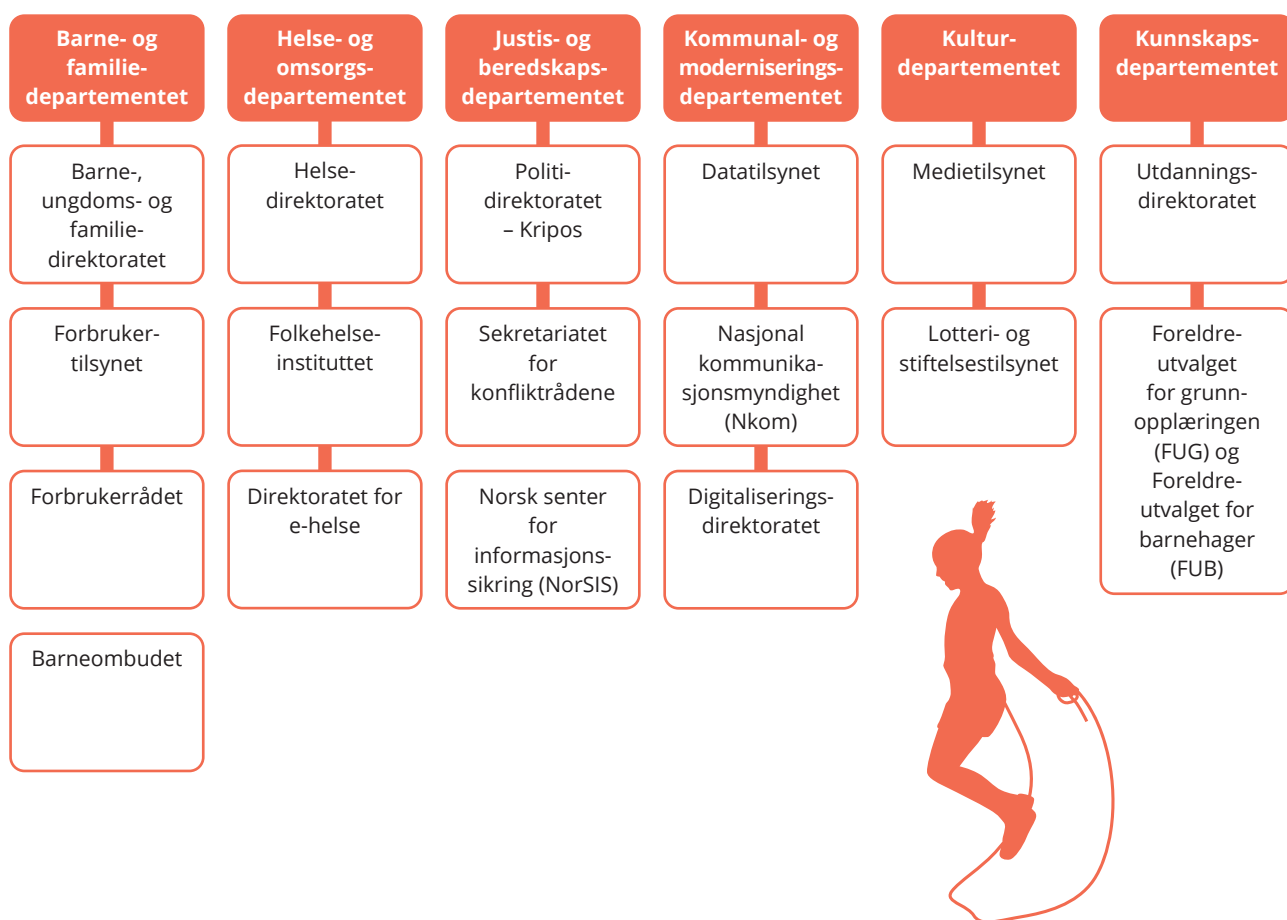 Barne- og
familie-
departementet
Barne-,
ungdoms- og
familie-
direktoratet
Forbruker-
tilsynet
Forbrukerrådet
Barneombudet
Helse- og
omsorgs-
departementet
Helse-
direktoratet
Folkehelse-
instituttet
Direktoratet for
e-helse
Justis- og
beredskaps-
departementet
Politi-
direktoratet
– Kripos
Sekretariatet
for
konfliktrådene
Norsk senter
for
informasjons-
sikring (NorSIS)
Kommunal- og
moderniserings-
departementet
Datatilsynet
Nasjonal
kommunika-
sjonsmyndighet
(Nkom)
Digitaliserings-
direktoratet
Kultur-
departementet
Medietilsynet
Lotteri- og
stiftelsestilsynet
Kunnskaps-
departementet
Utdannings-
direktoratet
Foreldre-
utvalget
for grunn-
opplæringen
(FUG) og
Foreldre-
utvalget for
barnehager
(FUB)